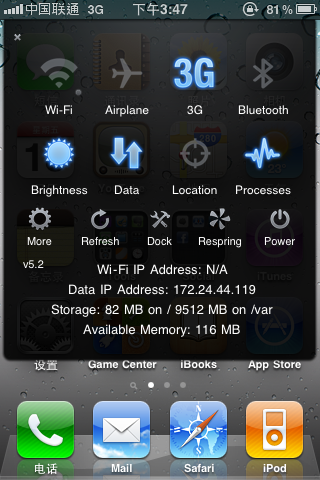 中国联通 3G 下午3:47 81%
×
3G
Wi-Fi Airplane 3G Bluetooth
Brightness Data Location Processes
More Refresh Dock Respring Power
v5.2
Wi-Fi IP Address: N/A
Data IP Address: 172.24.44.119
Storage: 82 MB on / 9512 MB on /var
Available Memory: 116 MB
设置 Game Center iBooks App Store
电话 Mail Safari iPod